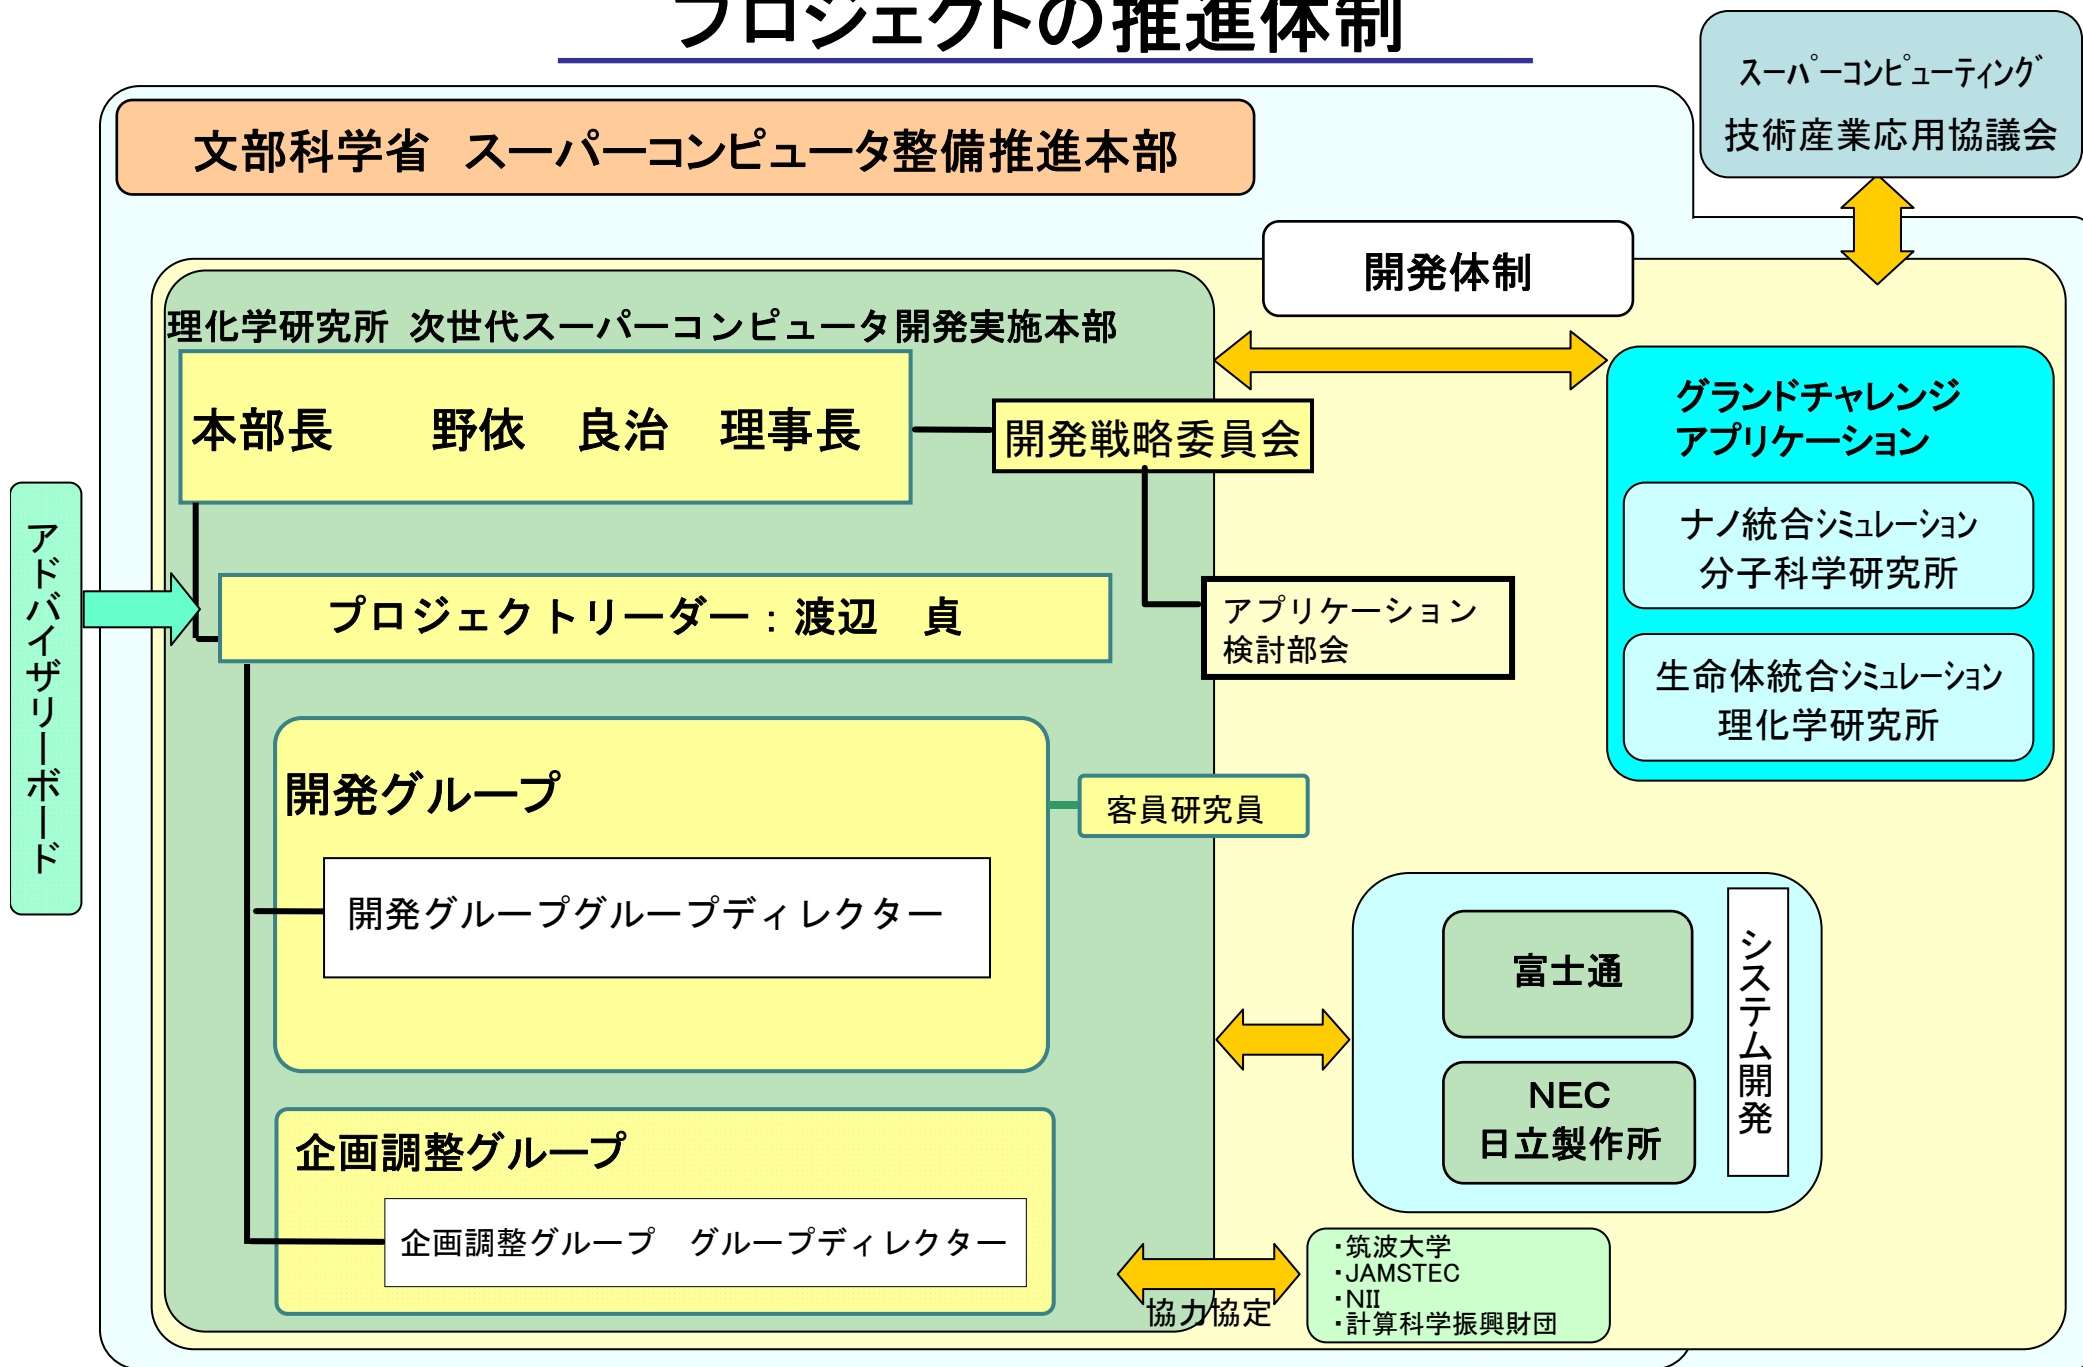 プロジェクトの推進体制
スーパーコンピューティング
技術産業応用協議会
文部科学省　スーパーコンピュータ整備推進本部
開発体制
理化学研究所 次世代スーパーコンピュータ開発実施本部
本部長　　野依　良治　理事長
開発戦略委員会
グランドチャレンジ
アプリケーション
ナノ統合シミュレーション
分子科学研究所
生命体統合シミュレーション
理化学研究所
アドバイザリーボード
プロジェクトリーダー：渡辺　貞
アプリケーション
検討部会
開発グループ
客員研究員
開発グループグループディレクター
富士通
NEC
日立製作所
システム開発
企画調整グループ
企画調整グループ　グループディレクター
協力協定
・筑波大学
・JAMSTEC
・NII
・計算科学振興財団